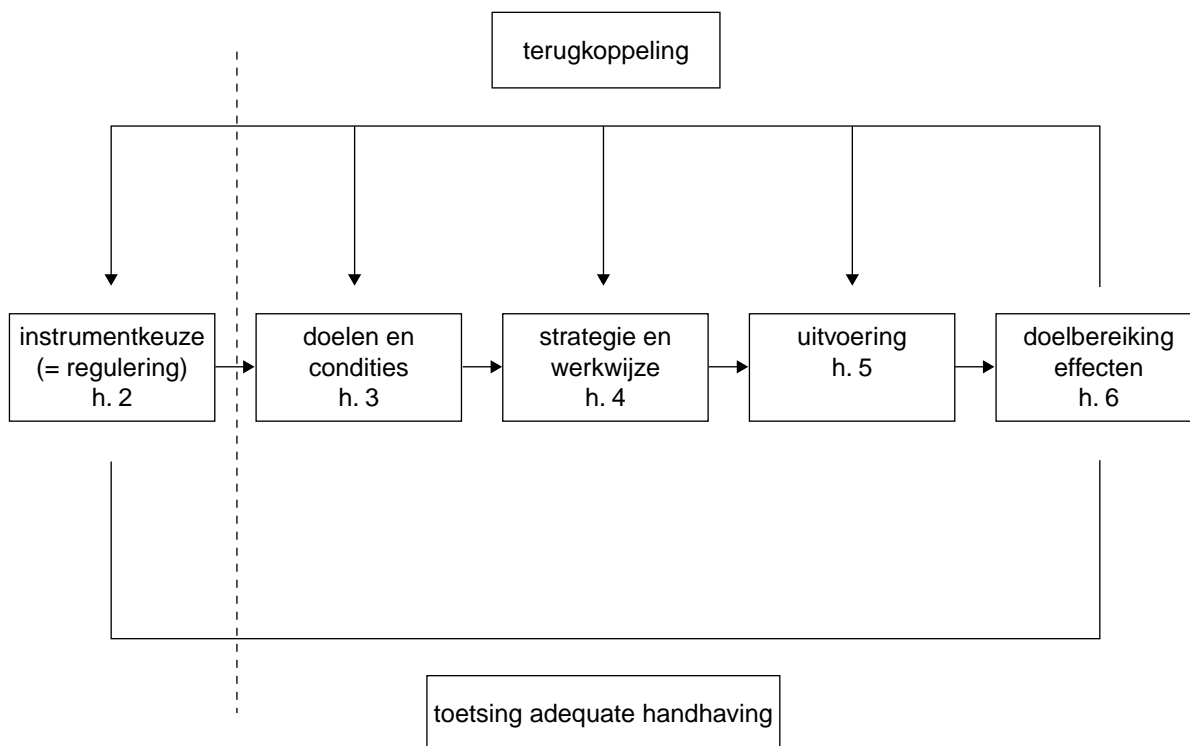 terugkoppeling
instrumentkeuze
(= regulering)
h. 2
doelen en
condities
h. 3
strategie en
werkwijze
h. 4
uitvoering
h. 5
doelbereiking
effecten
h. 6
toetsing adequate handhaving